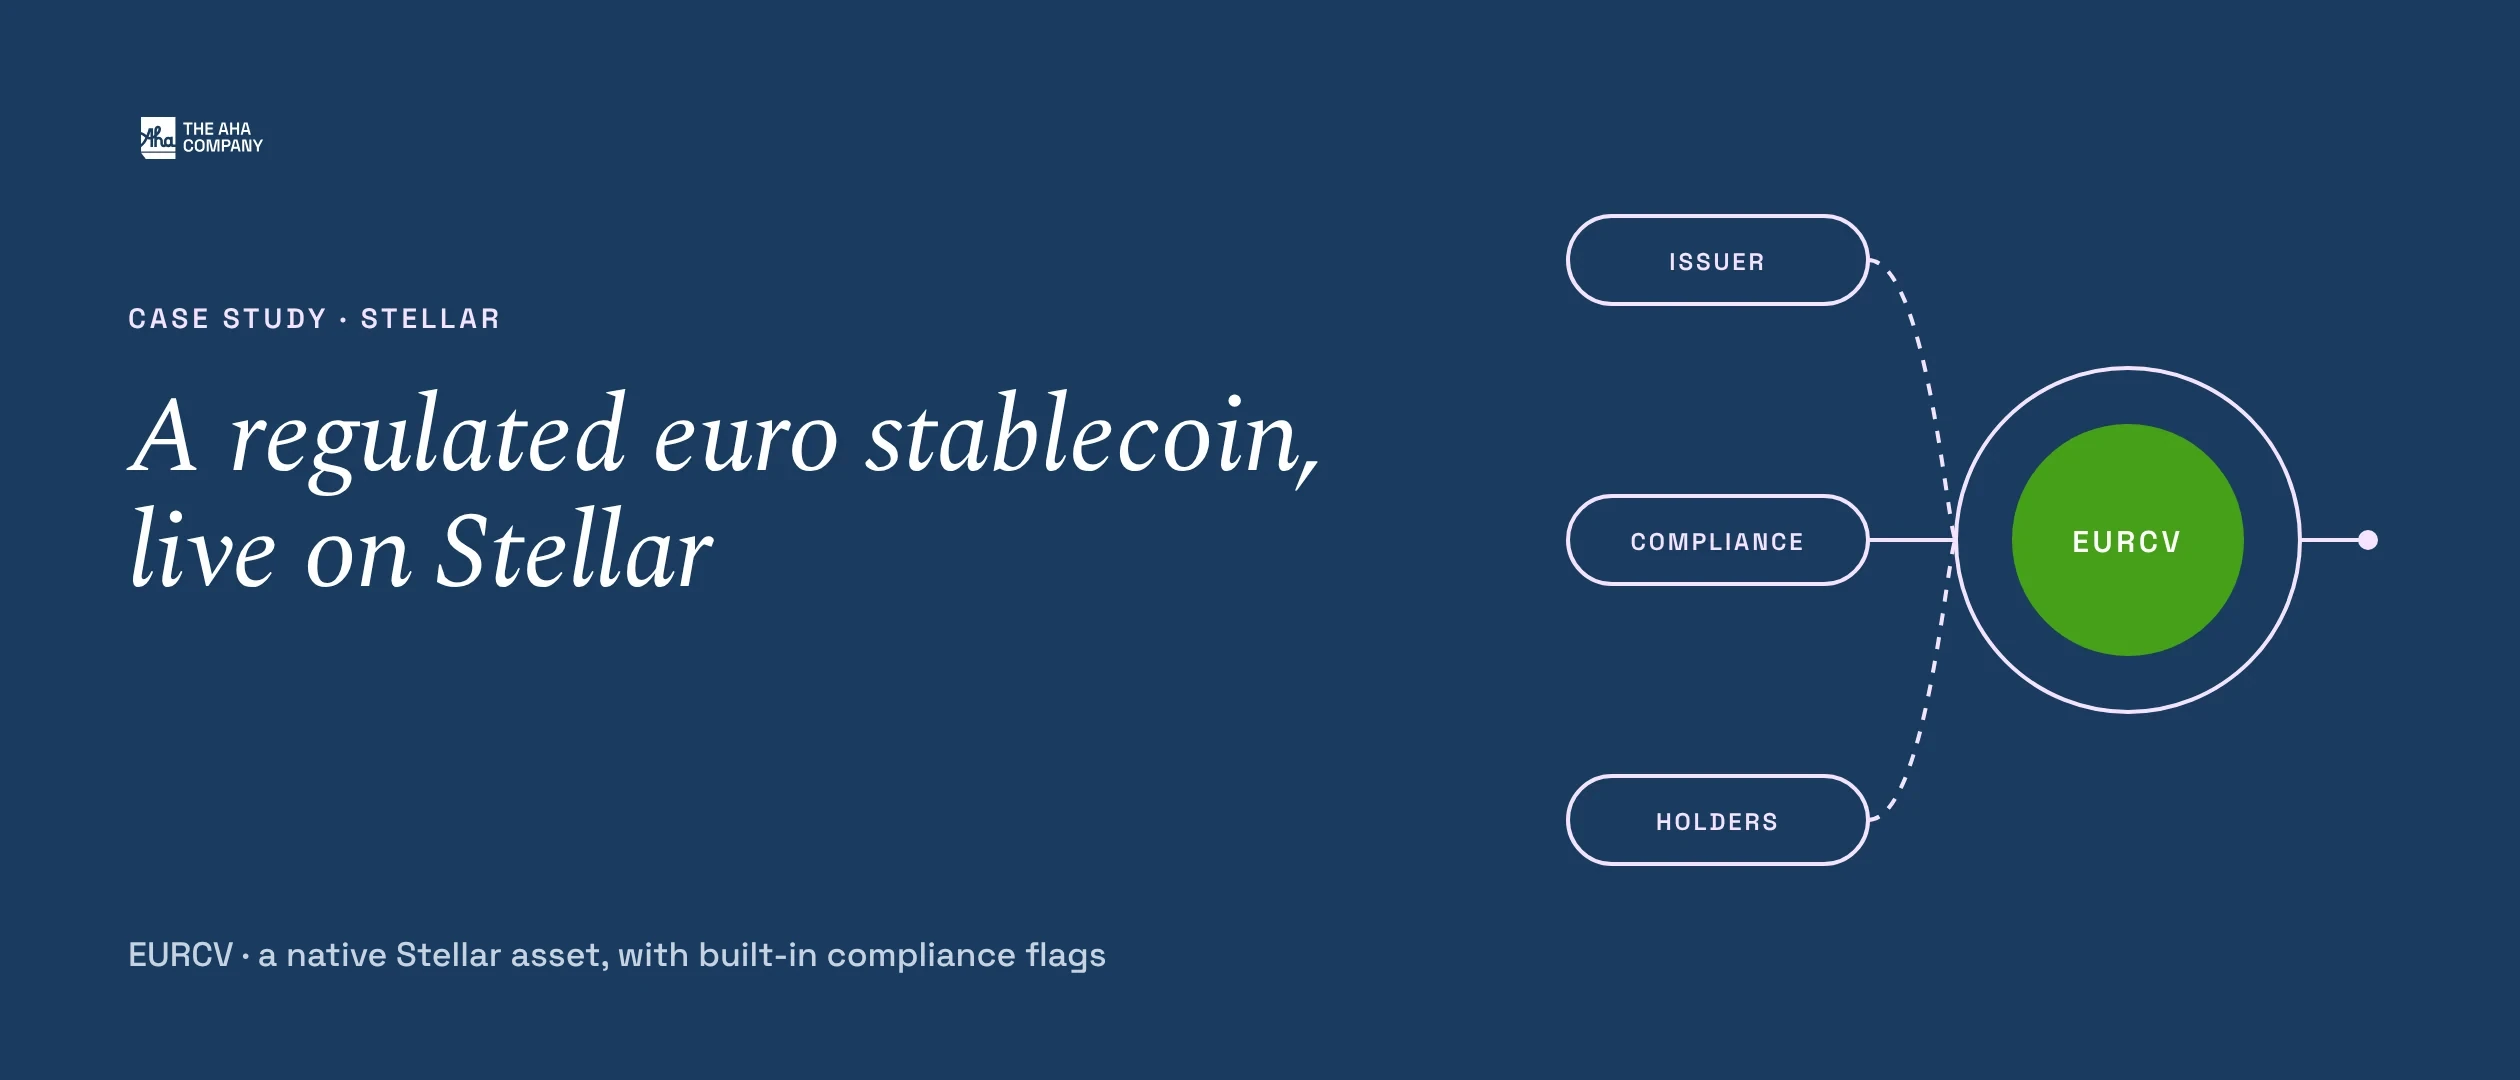 Aha
THE AHA
COMPANY
CASE STUDY · STELLAR
A regulated euro stablecoin,
live on Stellar
EURCV · a native Stellar asset, with built-in compliance flags
ISSUER
COMPLIANCE
HOLDERS
EURCV